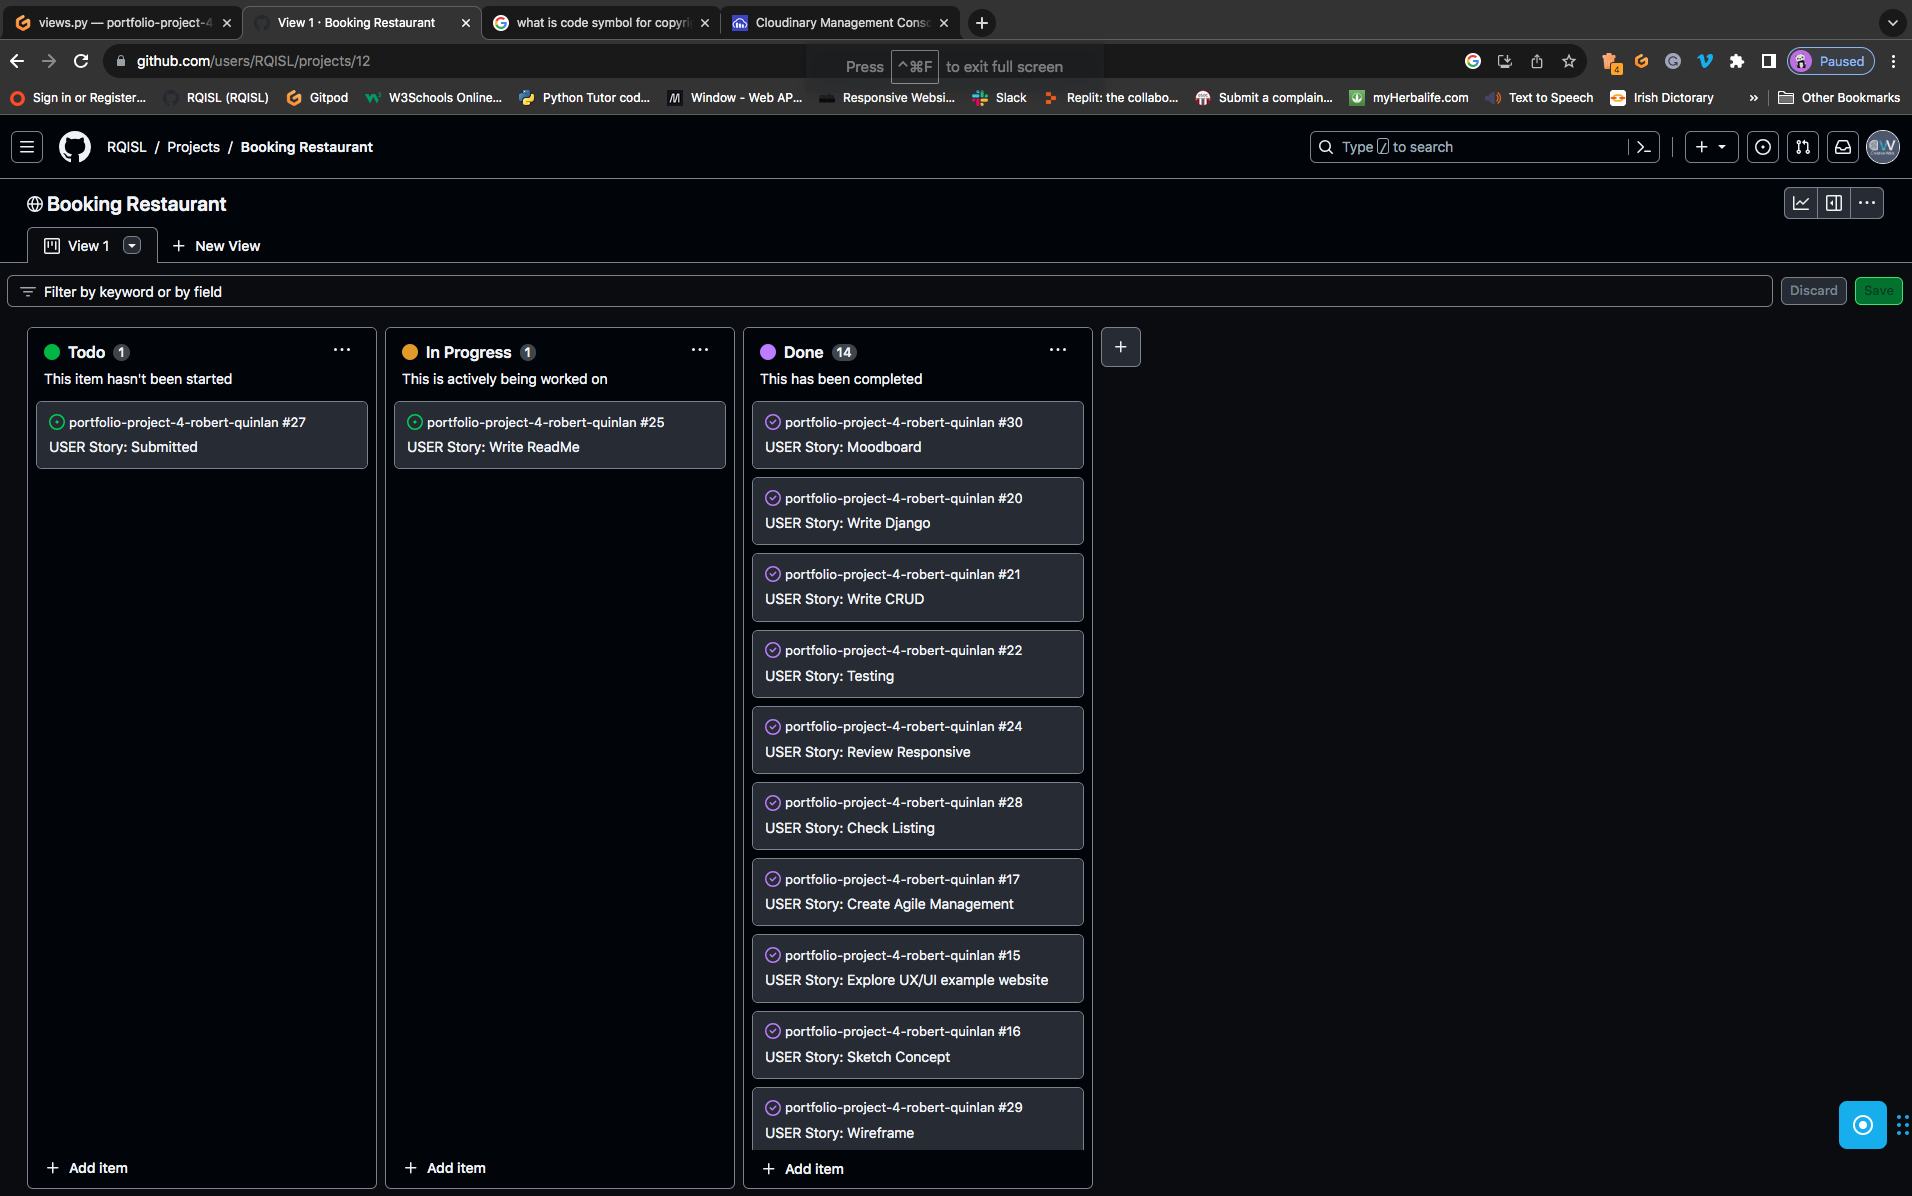 views.py — portfolio-project-4
View 1 · Booking Restaurant
what is code symbol for copyri
Cloudinary Management Conso
github.com/users/RQISL/projects/12
Press ^⌘F to exit full screen
4
Paused
Sign in or Register...
RQISL (RQISL)
Gitpod
W3Schools Online...
Python Tutor cod...
Window - Web AP...
Responsive Websi...
Slack
Replit: the collabo...
Submit a complain...
myHerbalife.com
Text to Speech
Irish Dictorary
»
Other Bookmarks
RQISL / Projects / Booking Restaurant
Type / to search
Booking Restaurant
View 1
New View
Filter by keyword or by field
Discard
Save
Todo 1
This item hasn't been started
portfolio-project-4-robert-quinlan #27
USER Story: Submitted
Add item
In Progress 1
This is actively being worked on
portfolio-project-4-robert-quinlan #25
USER Story: Write ReadMe
Add item
Done 14
This has been completed
portfolio-project-4-robert-quinlan #30
USER Story: Moodboard
portfolio-project-4-robert-quinlan #20
USER Story: Write Django
portfolio-project-4-robert-quinlan #21
USER Story: Write CRUD
portfolio-project-4-robert-quinlan #22
USER Story: Testing
portfolio-project-4-robert-quinlan #24
USER Story: Review Responsive
portfolio-project-4-robert-quinlan #28
USER Story: Check Listing
portfolio-project-4-robert-quinlan #17
USER Story: Create Agile Management
portfolio-project-4-robert-quinlan #15
USER Story: Explore UX/UI example website
portfolio-project-4-robert-quinlan #16
USER Story: Sketch Concept
portfolio-project-4-robert-quinlan #29
USER Story: Wireframe
Add item